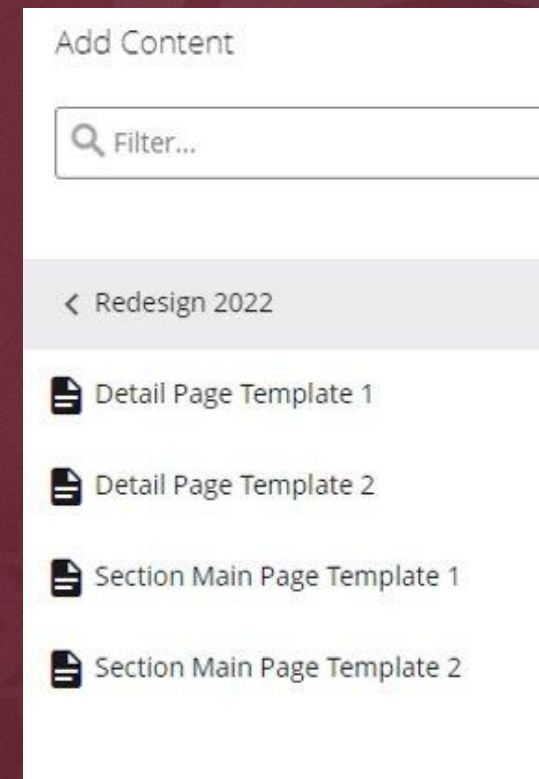 Add Content
Filter...
Redesign 2022
Detail Page Template 1
Detail Page Template 2
Section Main Page Template 1
Section Main Page Template 2